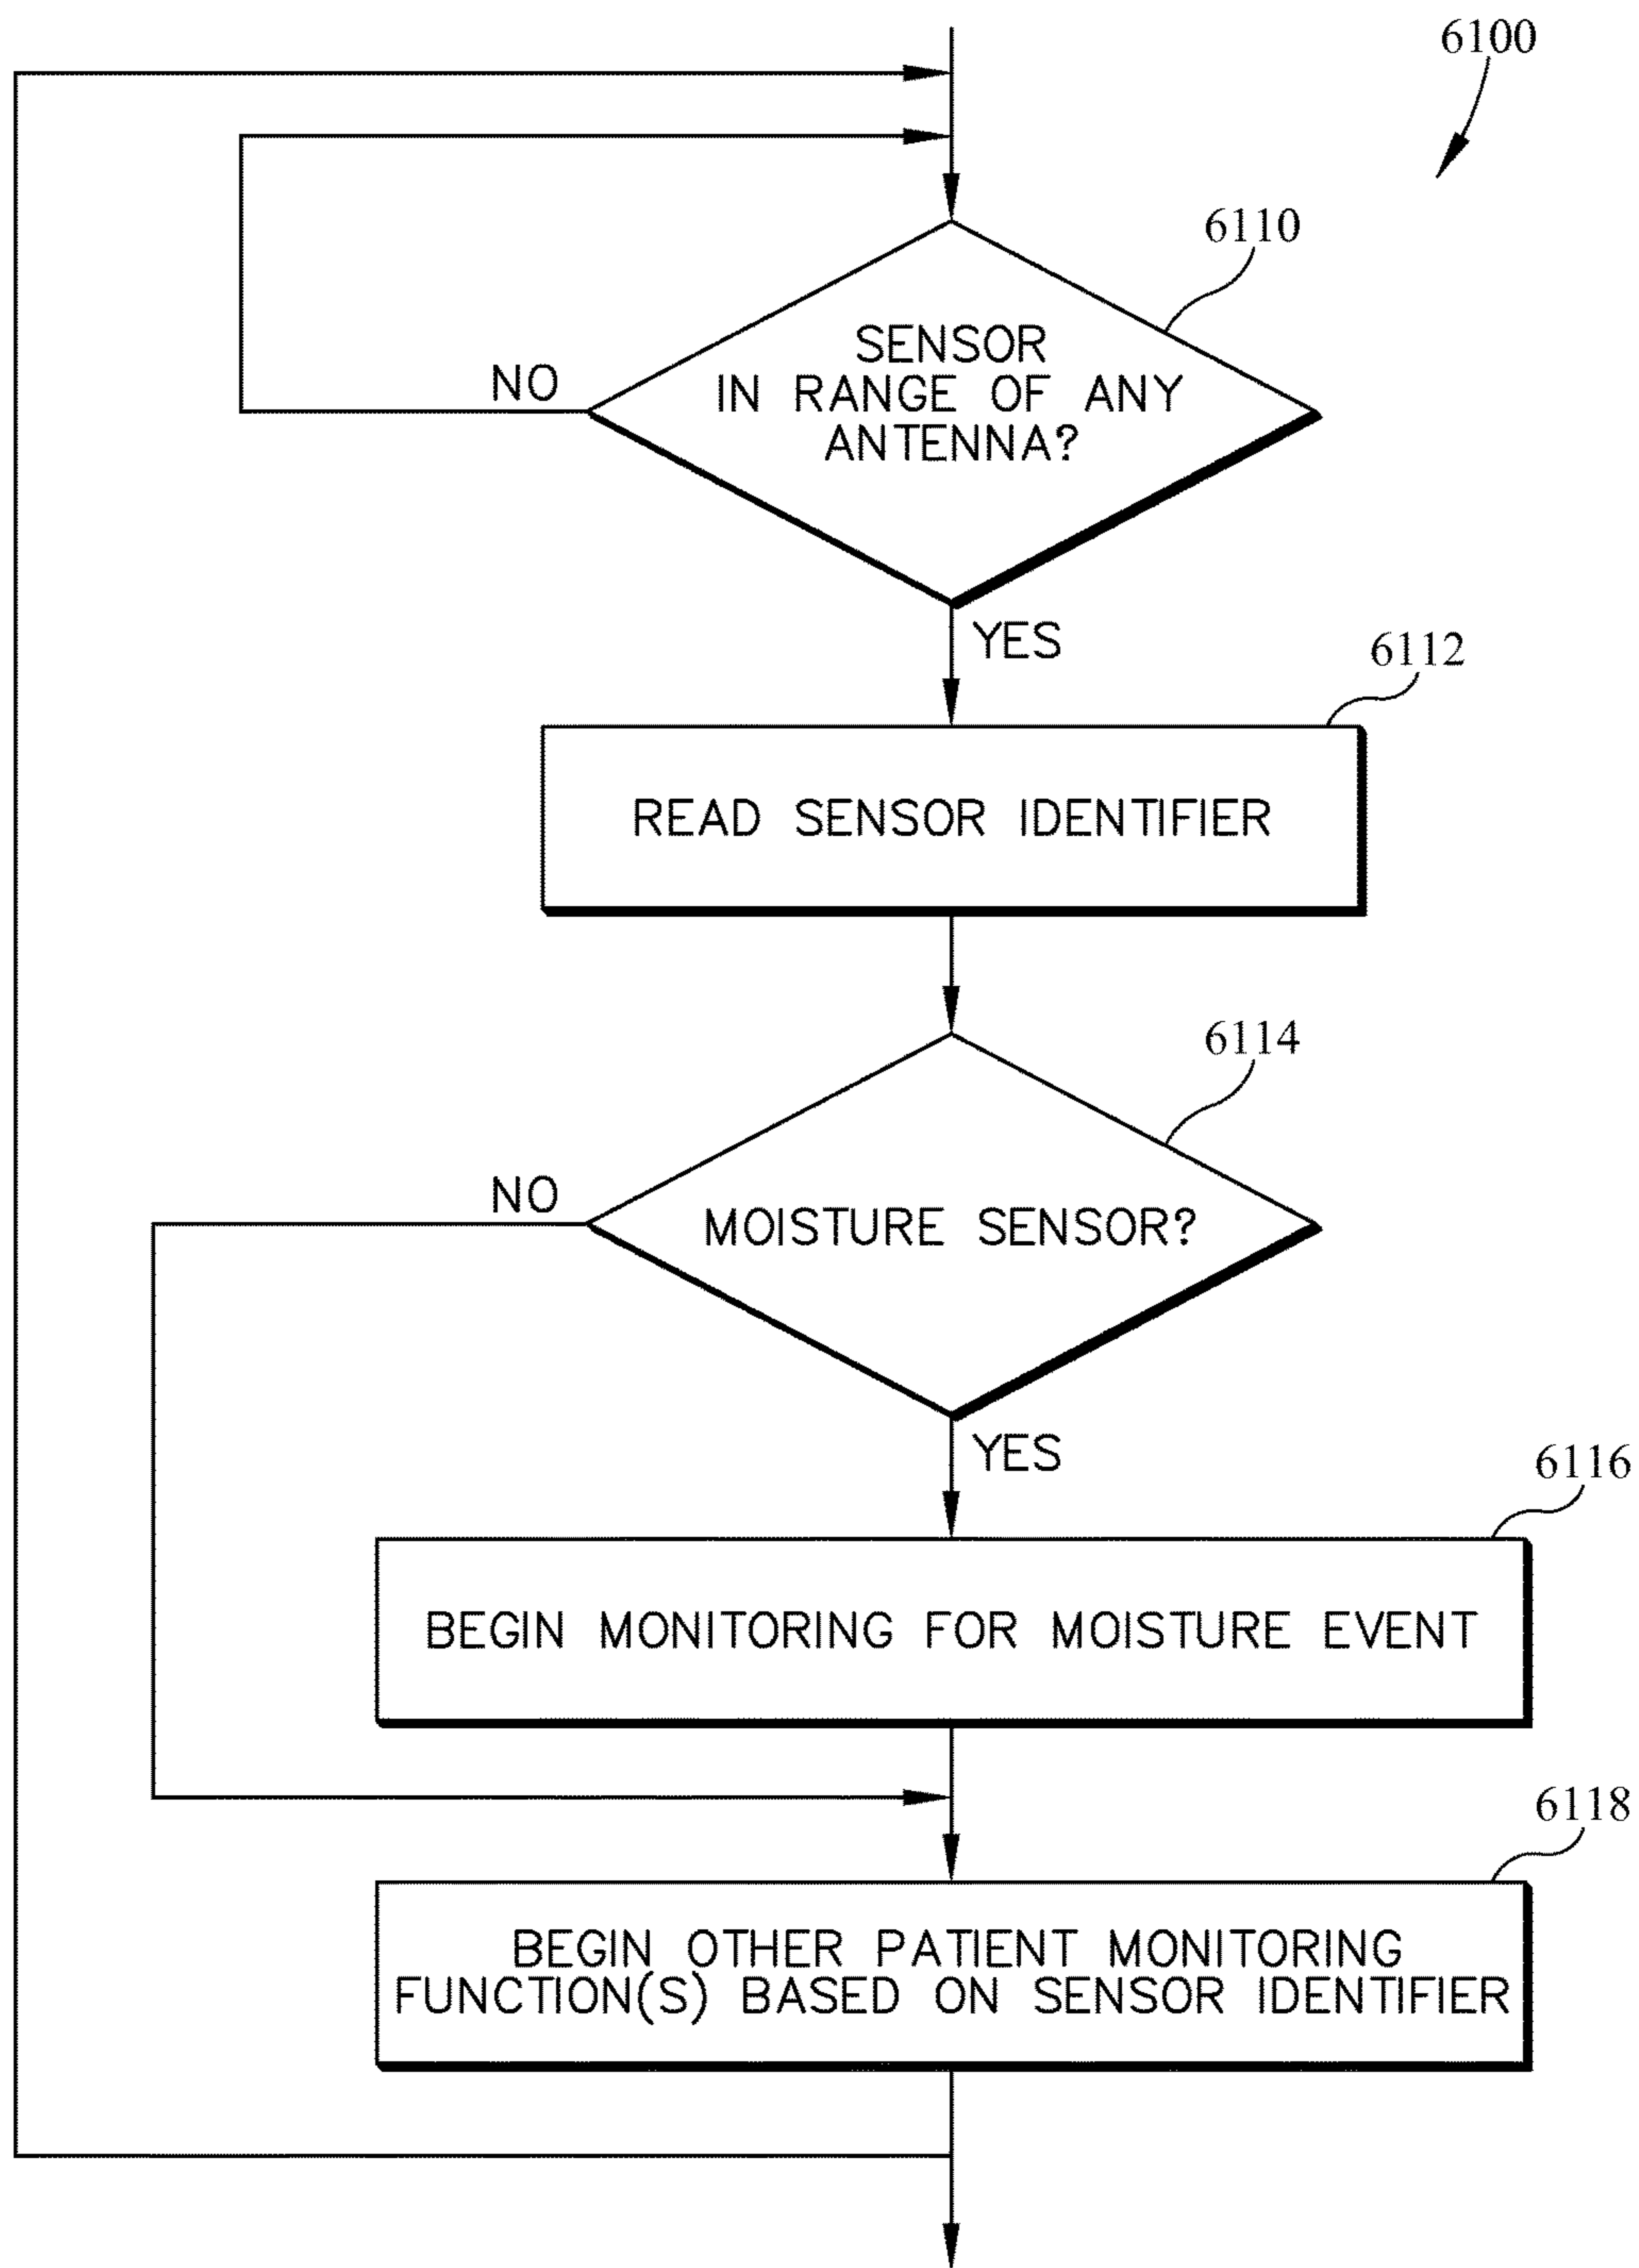 6100
6110
SENSOR
IN RANGE OF ANY
ANTENNA?
NO
YES
6112
READ SENSOR IDENTIFIER
6114
NO
MOISTURE SENSOR?
YES
6116
BEGIN MONITORING FOR MOISTURE EVENT
6118
BEGIN OTHER PATIENT MONITORING
FUNCTION(S) BASED ON SENSOR IDENTIFIER